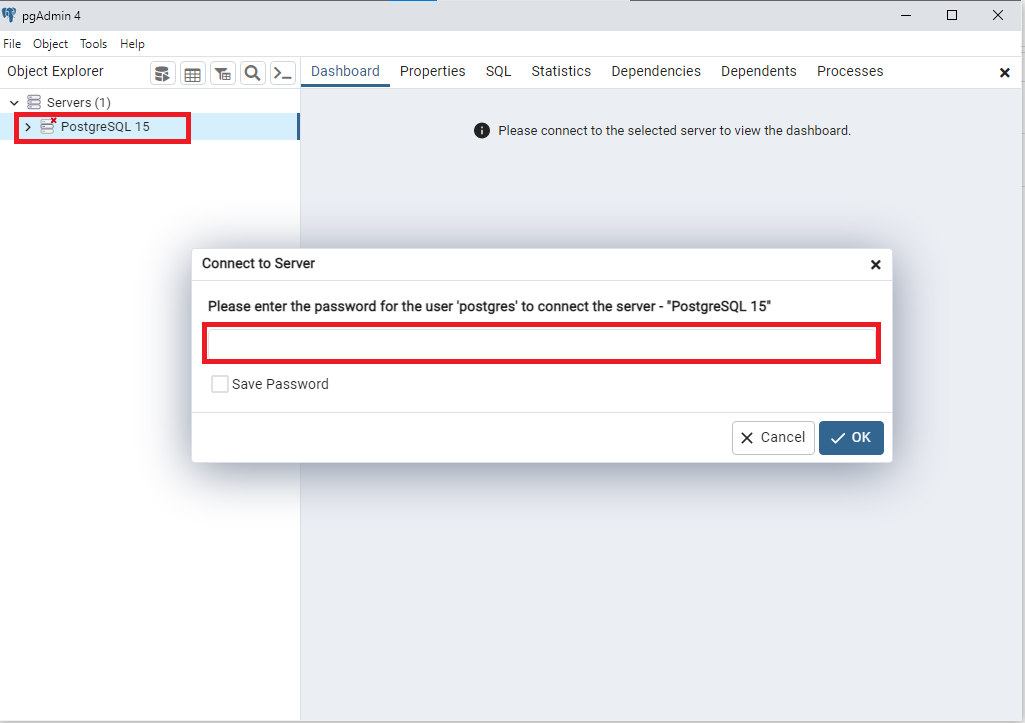 pgAdmin 4
File Object Tools Help
Object Explorer
Dashboard Properties SQL Statistics Dependencies Dependents Processes
Servers (1)
PostgreSQL 15
Please connect to the selected server to view the dashboard.
Connect to Server
Please enter the password for the user 'postgres' to connect the server - "PostgreSQL 15"
Save Password
Cancel OK